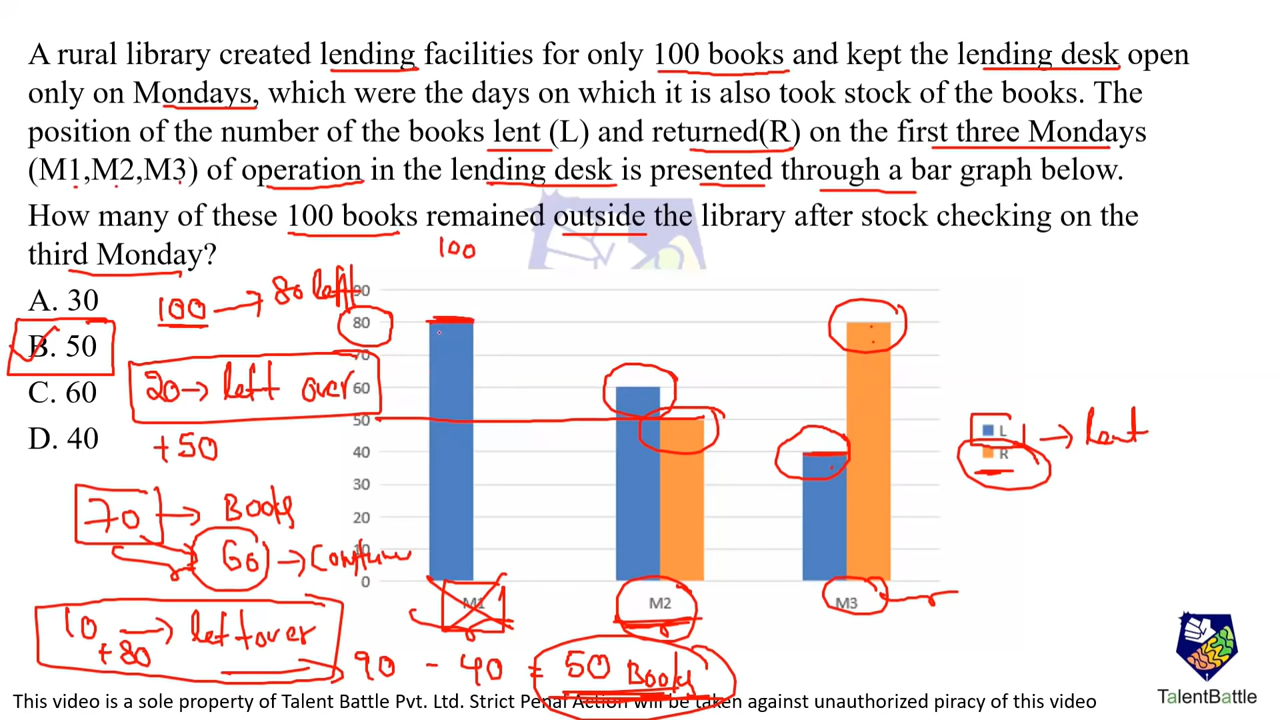 A rural library created lending facilities for only 100 books and kept the lending desk open
only on Mondays, which were the days on which it is also took stock of the books. The
position of the number of the books lent (L) and returned(R) on the first three Mondays
(M1,M2,M3) of operation in the lending desk is presented through a bar graph below.
How many of these 100 books remained outside the library after stock checking on the
third Monday?
100
A. 30
B. 50
C. 60
D. 40
100 → 80 left
20 → left over
+50
70 → Books
60 →
10 → leftover
+80
90 - 40 = 50 Books
90
80
70
60
50
40
30
20
10
0
M1
M2
M3
L
R
→ Lent
TalentBattle
This video is a sole property of Talent Battle Pvt. Ltd. Strict Penal Action will be taken against unauthorized piracy of this video